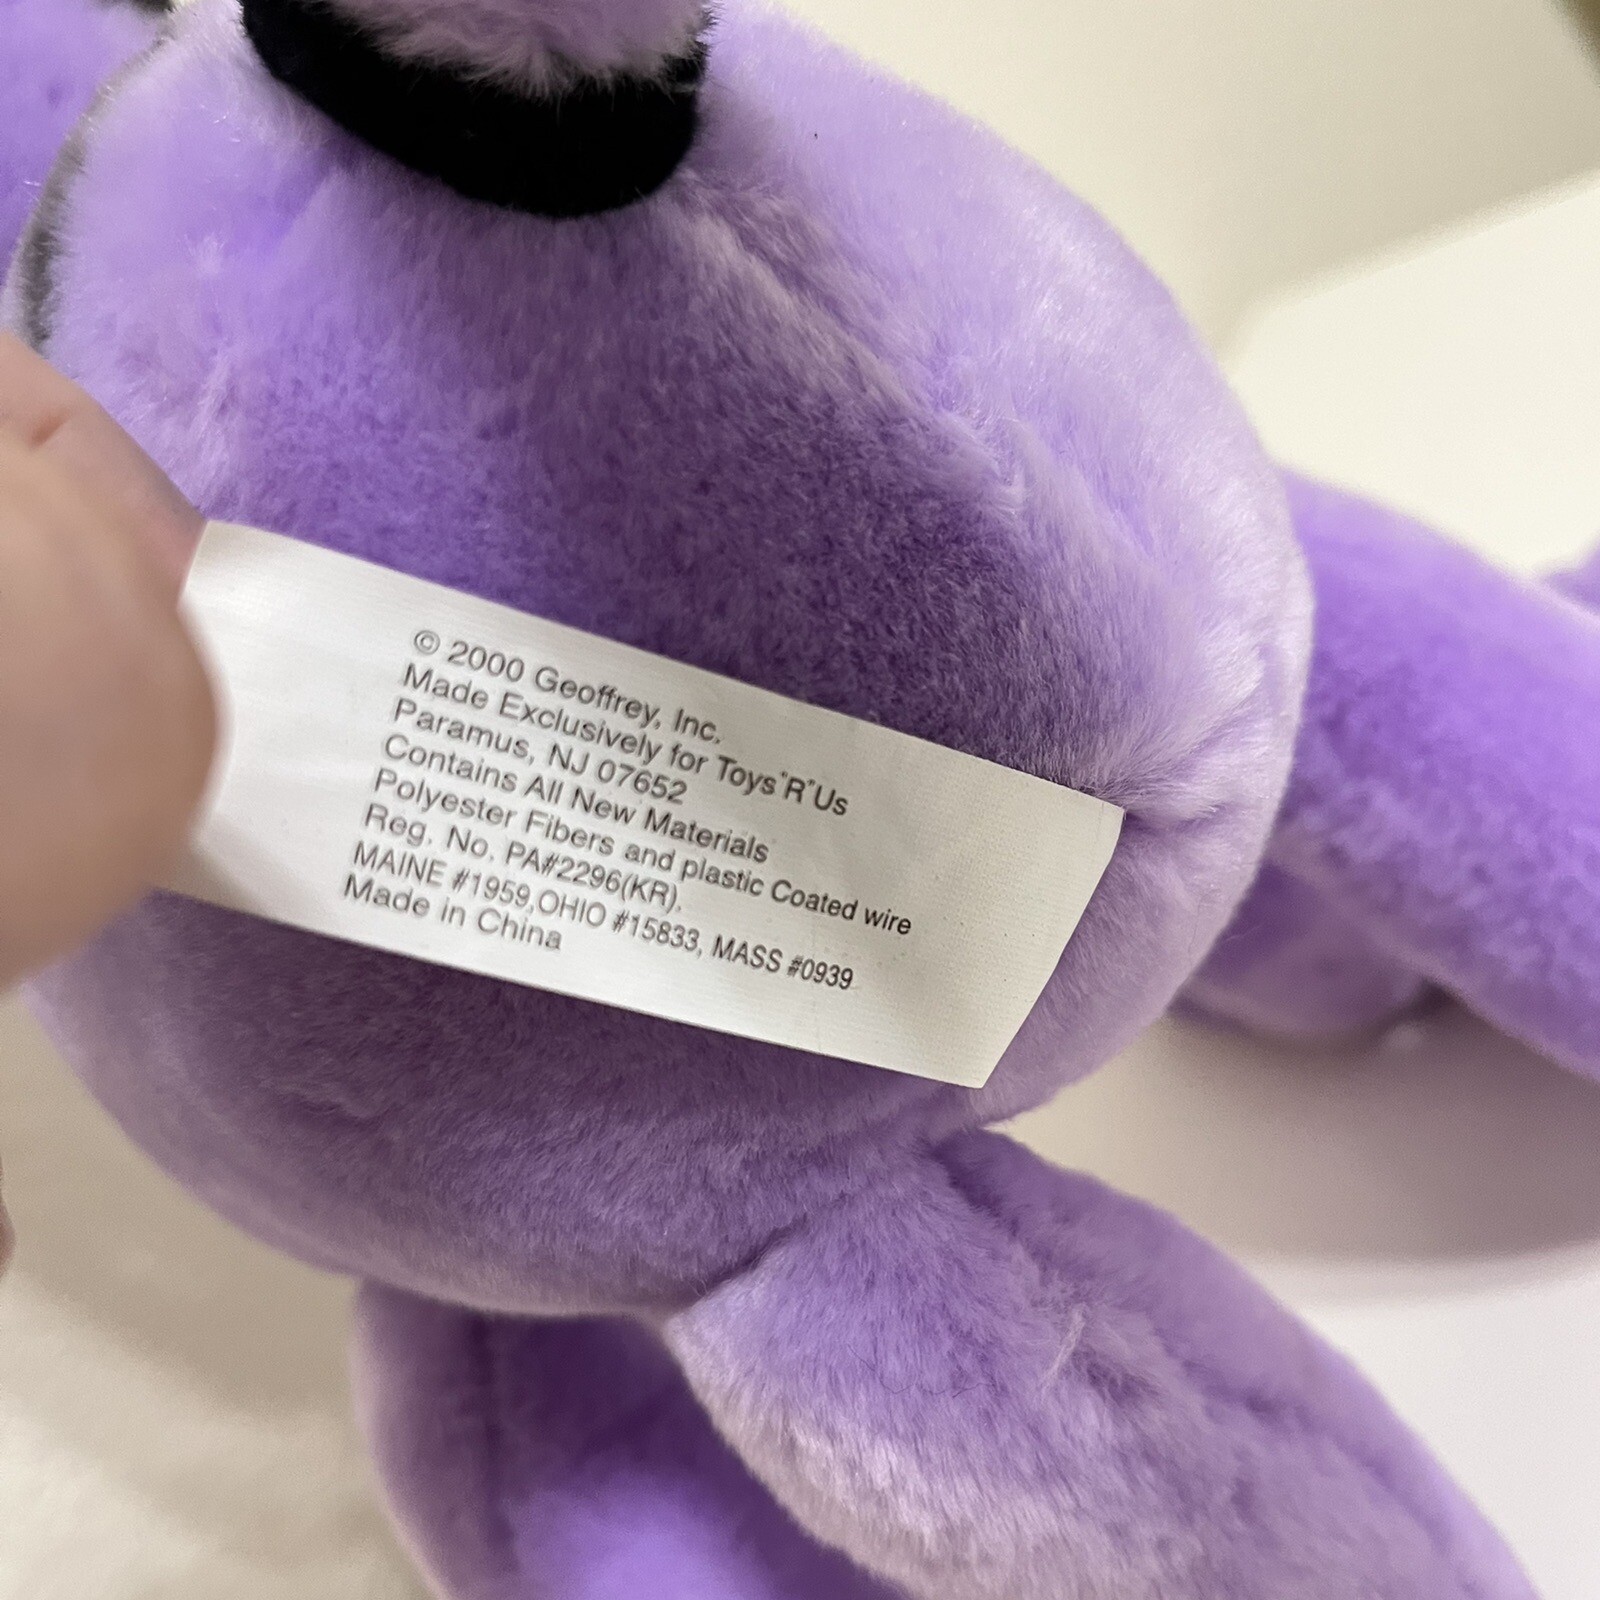 © 2000 Geoffrey, Inc.
Made Exclusively for Toys"R"Us
Paramus, NJ 07652
Contains All New Materials
Polyester Fibers and plastic Coated wire
Reg. No. PA#2296(KR).
MAINE #1959,OHIO #15833, MASS #0939
Made in China